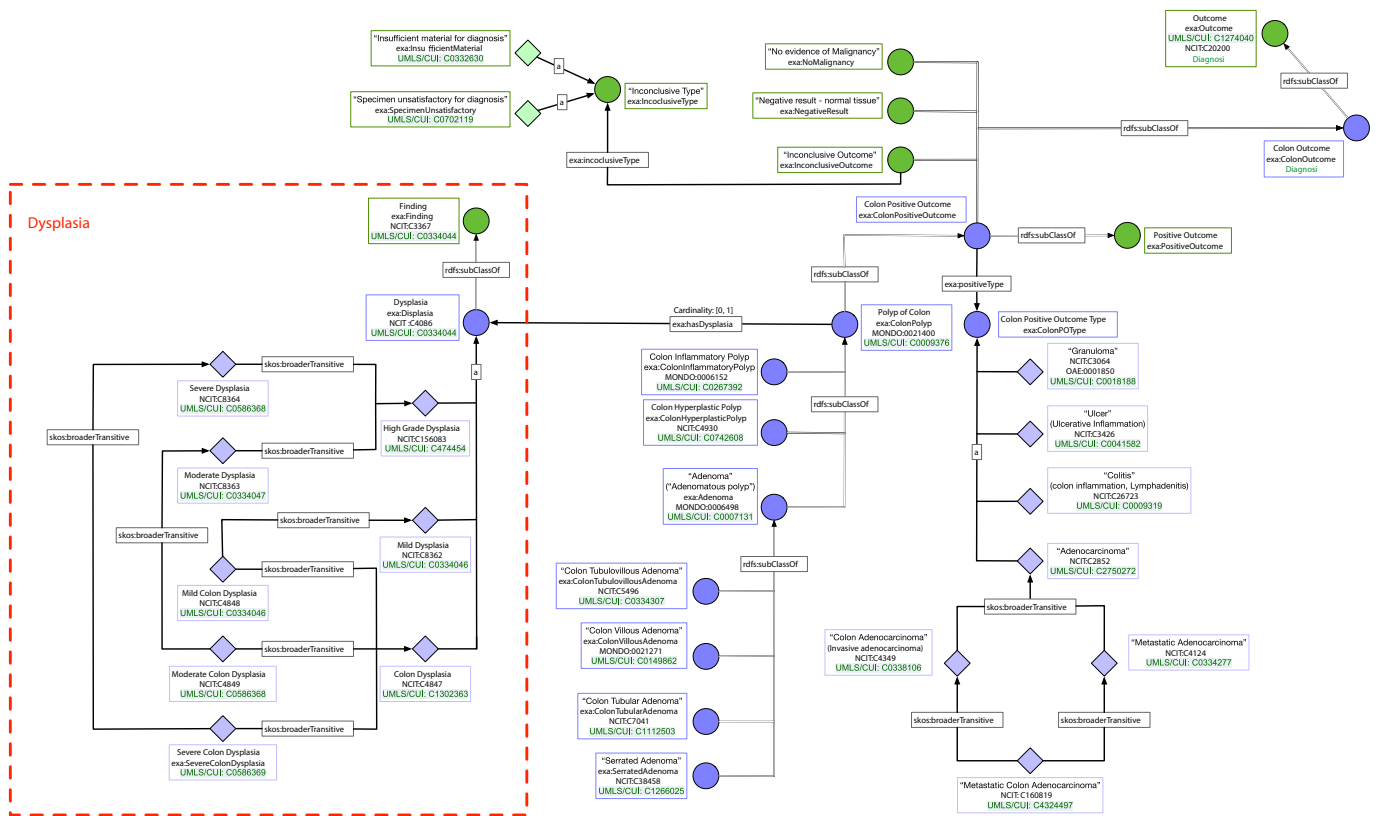 "Insufficient material for diagnosis"
exa:Insu fficientMaterial
UMLS/CUI: C0332630
a
"Specimen unsatisfactory for diagnosis"
exa:SpecimenUnsatisfactory
UMLS/CUI: C0702119
a
"Inconclusive Type"
exa:IncoclusiveType
exa:incoclusiveType
"No evidence of Malignancy"
exa:NoMalignancy
"Negative result - normal tissue"
exa:NegativeResult
"Inconclusive Outcome"
exa:InconclusiveOutcome
Outcome
exa:Outcome
UMLS/CUI: C1274040
NCIT:C20200
Diagnosi
rdfs:subClassOf
rdfs:subClassOf
Colon Outcome
exa:ColonOutcome
Diagnosi
Dysplasia
Finding
exa:Finding
NCIT:C3367
UMLS/CUI: C0334044
rdfs:subClassOf
Dysplasia
exa:Displasia
NCIT :C4086
UMLS/CUI: C0334044
a
skos:broaderTransitive
Severe Dysplasia
NCIT:C8364
UMLS/CUI: C0586368
High Grade Dysplasia
NCIT:C156083
UMLS/CUI: C474454
skos:broaderTransitive
skos:broaderTransitive
Moderate Dysplasia
NCIT:C8363
UMLS/CUI: C0334047
skos:broaderTransitive
skos:broaderTransitive
Mild Dysplasia
NCIT:C8362
UMLS/CUI: C0334046
skos:broaderTransitive
Mild Colon Dysplasia
NCIT:C4848
UMLS/CUI: C0334046
skos:broaderTransitive
Moderate Colon Dysplasia
NCIT:C4849
UMLS/CUI: C0586368
Colon Dysplasia
NCIT:C4847
UMLS/CUI: C1302363
skos:broaderTransitive
Severe Colon Dysplasia
exa:SevereColonDysplasia
UMLS/CUI: C0586369
Colon Positive Outcome
exa:ColonPositiveOutcome
rdfs:subClassOf
Positive Outcome
exa:PositiveOutcome
rdfs:subClassOf
exa:positiveType
Cardinality: [0, 1]
exa:hasDysplasia
Polyp of Colon
exa:ColonPolyp
MONDO:0021400
UMLS/CUI: C0009376
Colon Positive Outcome Type
exa:ColonPOType
Colon Inflammatory Polyp
exa:ColonInflammatoryPolyp
MONDO:0006152
UMLS/CUI: C0267392
rdfs:subClassOf
Colon Hyperplastic Polyp
exa:ColonHyperplasticPolyp
NCIT:C4930
UMLS/CUI: C0742608
"Adenoma"
("Adenomatous polyp")
exa:Adenoma
MONDO:0006498
UMLS/CUI: C0007131
rdfs:subClassOf
"Colon Tubulovillous Adenoma"
exa:ColonTubulovillousAdenoma
NCIT:C5496
UMLS/CUI: C0334307
"Colon Villous Adenoma"
exa:ColonVillousAdenoma
MONDO:0021271
UMLS/CUI: C0149862
"Colon Tubular Adenoma"
exa:ColonTubularAdenoma
NCIT:C7041
UMLS/CUI: C1112503
"Serrated Adenoma"
exa:SerratedAdenoma
NCIT:C38458
UMLS/CUI: C1266025
"Granuloma"
NCIT:C3064
OAE:0001850
UMLS/CUI: C0018188
"Ulcer"
(Ulcerative Inflammation)
NCIT:C3426
UMLS/CUI: C0041582
a
"Colitis"
(colon inflammation, Lymphadenitis)
NCIT:C26723
UMLS/CUI: C0009319
"Adenocarcinoma"
NCIT:C2852
UMLS/CUI: C2750272
skos:broaderTransitive
"Colon Adenocarcinoma"
(Invasive adenocarcinoma)
NCIT:C4349
UMLS/CUI: C0338106
"Metastatic Adenocarcinoma"
NCIT:C4124
UMLS/CUI: C0334277
skos:broaderTransitive
skos:broaderTransitive
"Metastatic Colon Adenocarcinoma"
NCIT: C160819
UMLS/CUI: C4324497